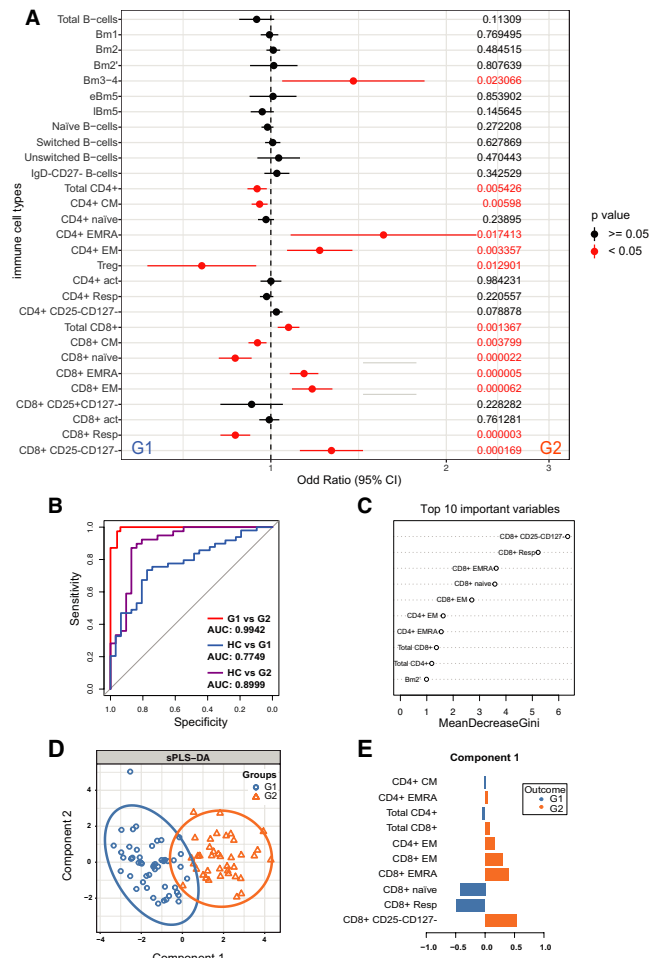 A
immune cell types
Total B-cells 0.11309
Bm1 0.769495
Bm2 0.484515
Bm2' 0.807639
Bm3-4 0.023066
eBm5 0.853902
lBm5 0.145645
Naïve B-cells 0.272208
Switched B-cells 0.627869
Unswitched B-cells 0.470443
IgD-CD27- B-cells 0.342529
Total CD4+ 0.005426
CD4+ CM 0.00598
CD4+ naïve 0.23895
CD4+ EMRA 0.017413
CD4+ EM 0.003357
Treg 0.012901
CD4+ act 0.984231
CD4+ Resp 0.220557
CD4+ CD25-CD127- 0.078878
Total CD8+ 0.001367
CD8+ CM 0.003799
CD8+ naïve 0.000022
CD8+ EMRA 0.000005
CD8+ EM 0.000062
CD8+ CD25+CD127- 0.228282
CD8+ act 0.761281
CD8+ Resp 0.000003
CD8+ CD25-CD127- 0.000169
G1 G2
1 2 3
Odd Ratio (95% CI)
p value
>= 0.05
< 0.05
B
Sensitivity
1.0
0.8
0.6
0.4
0.2
0.0
G1 vs G2
AUC: 0.9942
HC vs G1
AUC: 0.7749
HC vs G2
AUC: 0.8999
1.0 0.8 0.6 0.4 0.2 0.0
Specificity
C
Top 10 important variables
CD8+ CD25-CD127-
CD8+ Resp
CD8+ EMRA
CD8+ naive
CD8+ EM
CD4+ EM
CD4+ EMRA
Total CD8+
Total CD4+
Bm2'
0 1 2 3 4 5 6
MeanDecreaseGini
D
sPLS-DA
Groups
G1
G2
Component 2
4
2
0
−2
−4 −2 0 2 4
Component 1
E
Component 1
CD4+ CM
CD4+ EMRA
Total CD4+
Total CD8+
CD4+ EM
CD8+ EM
CD8+ EMRA
CD8+ naïve
CD8+ Resp
CD8+ CD25-CD127-
Outcome
G1
G2
−1.0 −0.5 0.0 0.5 1.0